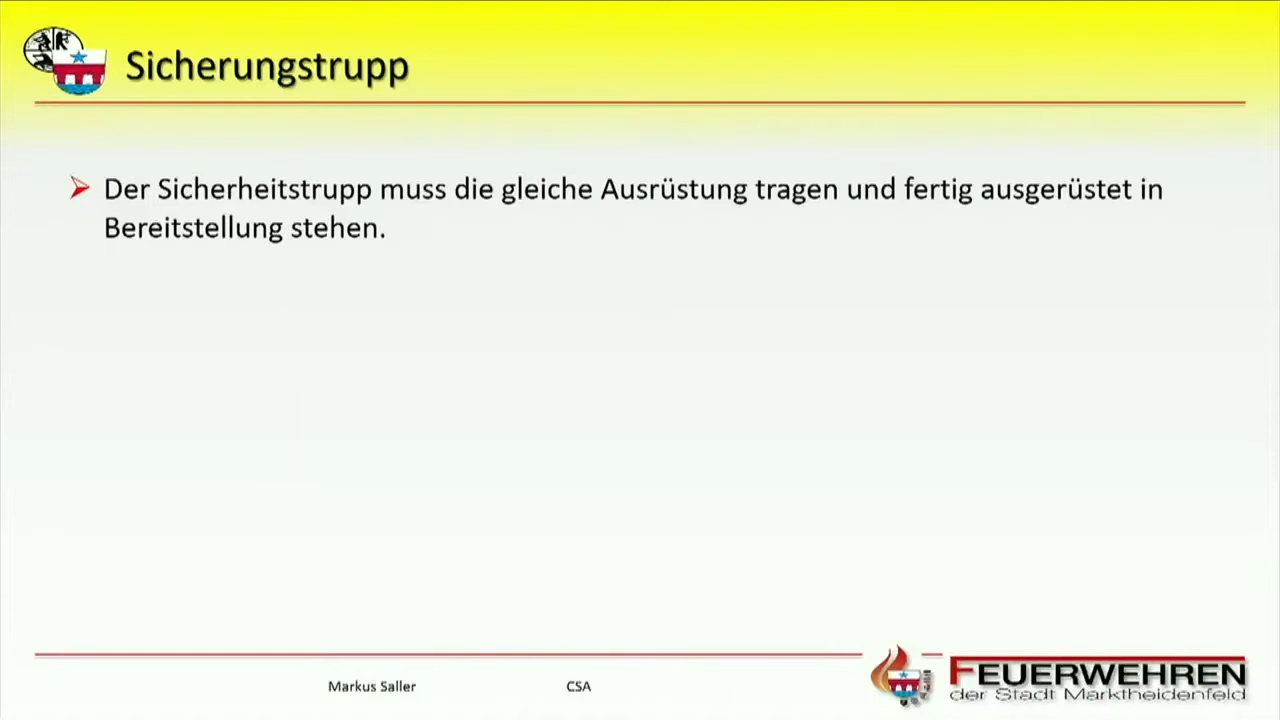 Sicherungstrupp
Der Sicherheitstrupp muss die gleiche Ausrüstung tragen und fertig ausgerüstet in
Bereitstellung stehen.
Markus Saller
CSA
FEUERWEHREN
der Stadt Marktheidenfeld